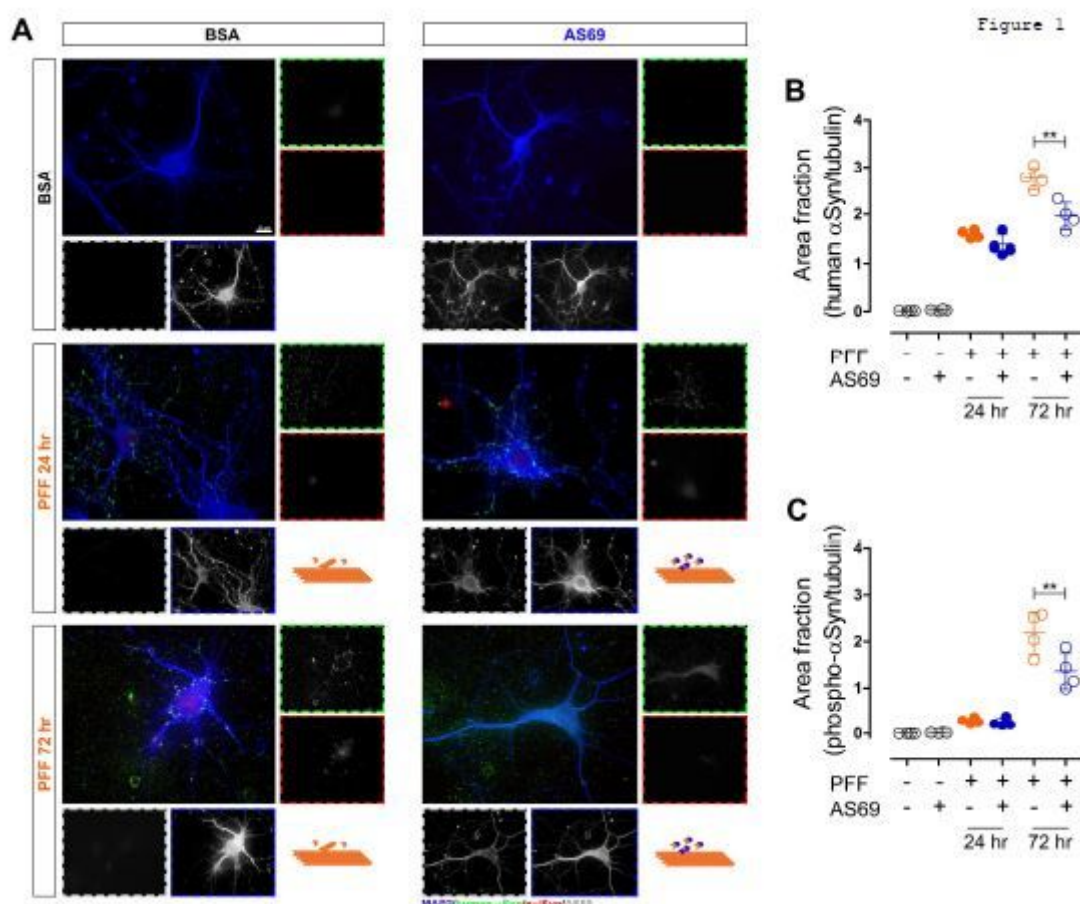 Figure 1
A
BSA
AS69
BSA
PFF 24 hr
PFF 72 hr
B
Area fraction
(human αSyn/tubulin)
4
3
2
1
0
**
- - + + + +
AS69 - + - + - +
24 hr 72 hr
C
Area fraction
(phospho-αSyn/tubulin)
4
3
2
1
0
**
PFF - - + + + +
AS69 - + - + - +
24 hr 72 hr